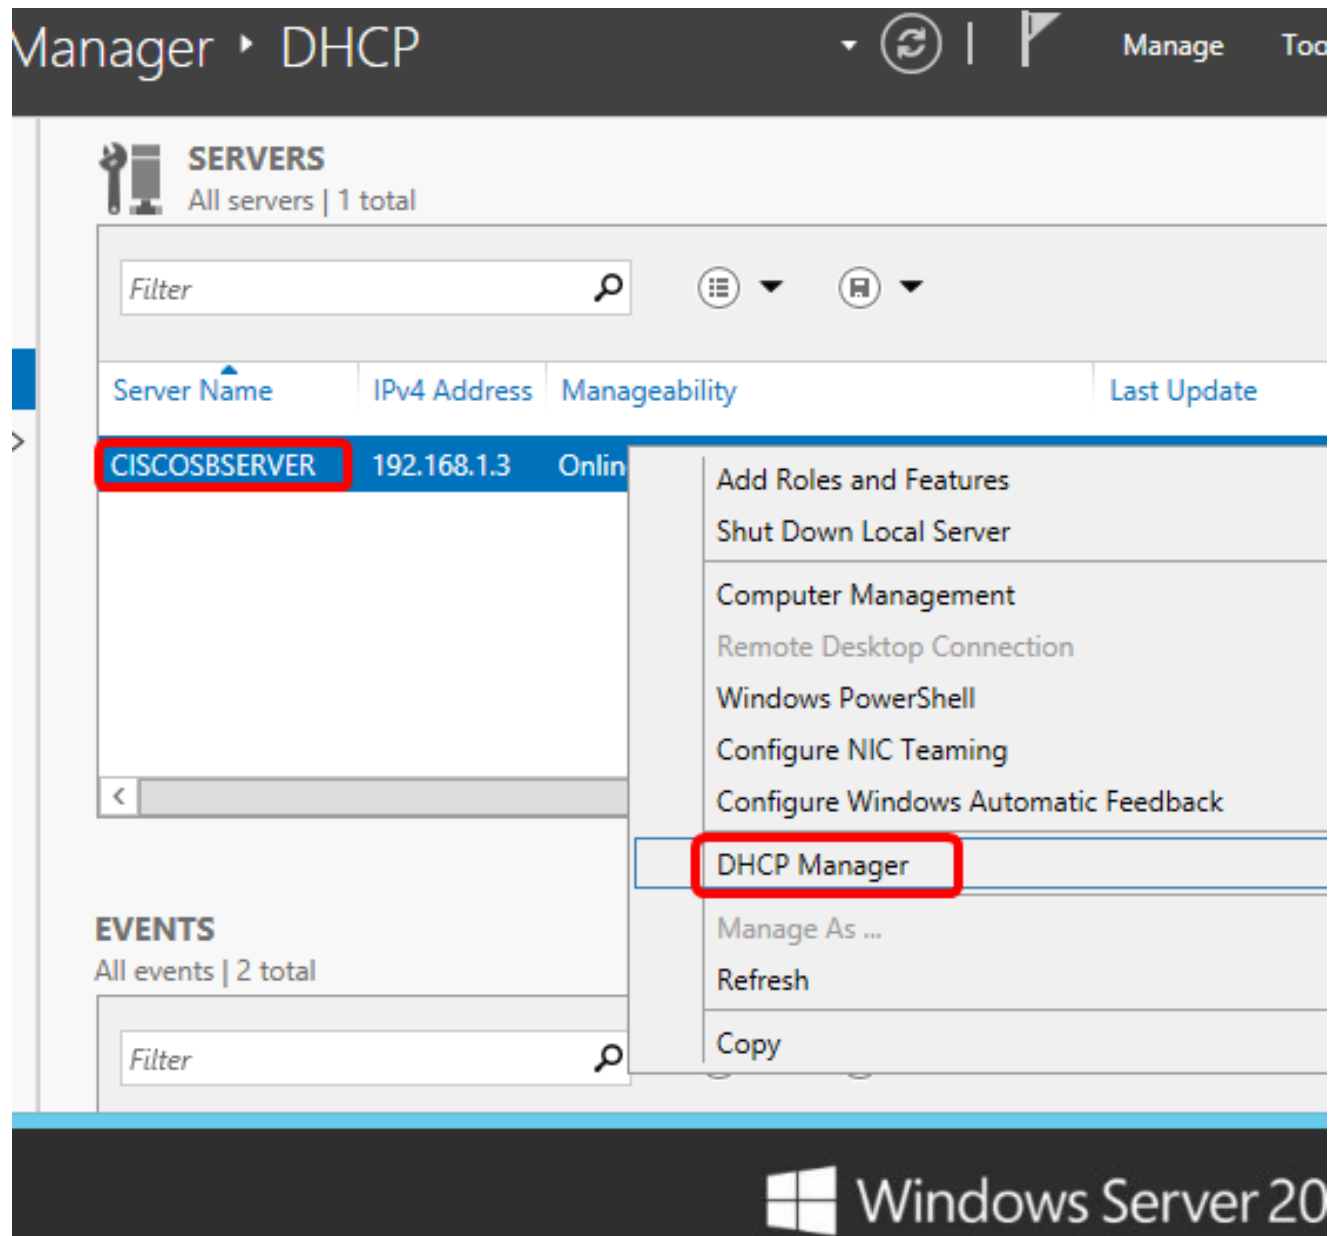 Manager ‣ DHCP
Manage Too
SERVERS
All servers | 1 total
Filter
Server Name IPv4 Address Manageability Last Update
CISCOSBSERVER 192.168.1.3 Onlin
Add Roles and Features
Shut Down Local Server
Computer Management
Remote Desktop Connection
Windows PowerShell
Configure NIC Teaming
Configure Windows Automatic Feedback
DHCP Manager
Manage As ...
Refresh
Copy
EVENTS
All events | 2 total
Filter
Windows Server 20